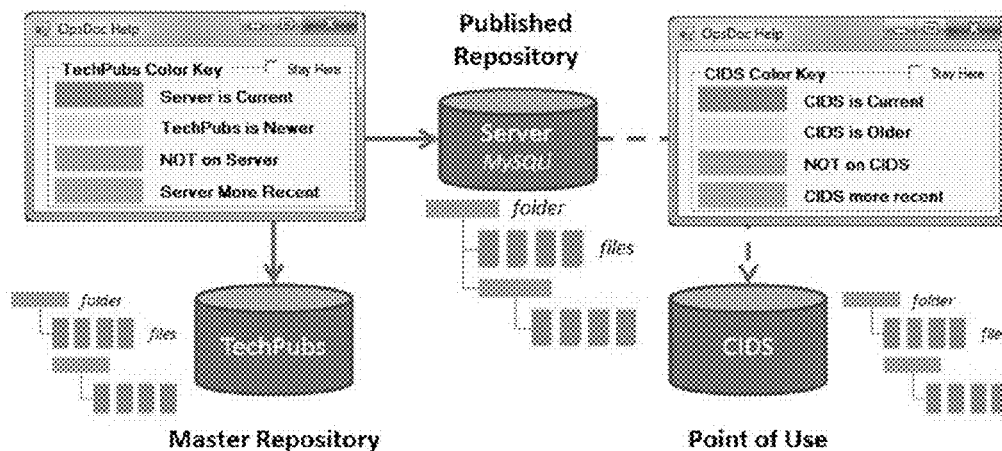 OpsDoc Help
TechPubs Color Key
Stay Here
Server is Current
TechPubs is Newer
NOT on Server
Server More Recent
Published
Repository
Server
MySQL
folder
files
OpsDoc Help
CIDS Color Key
Stay Here
CIDS is Current
CIDS is Older
NOT on CIDS
CIDS more recent
folder
files
TechPubs
Master Repository
CIDS
Point of Use
folder
file